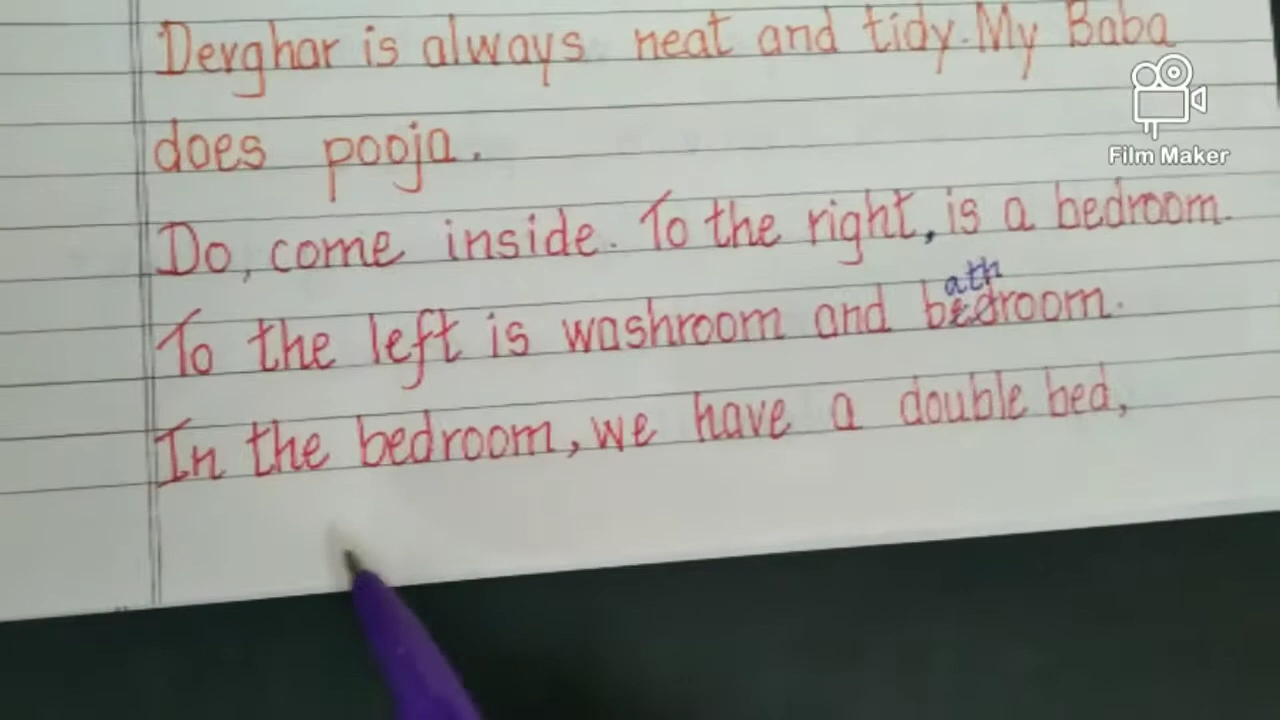 Devghar is always neat and tidy. My Baba
does pooja.
Do, come inside. To the right, is a bedroom.
To the left is washroom and bathroom.
In the bedroom, we have a double bed,
Film Maker